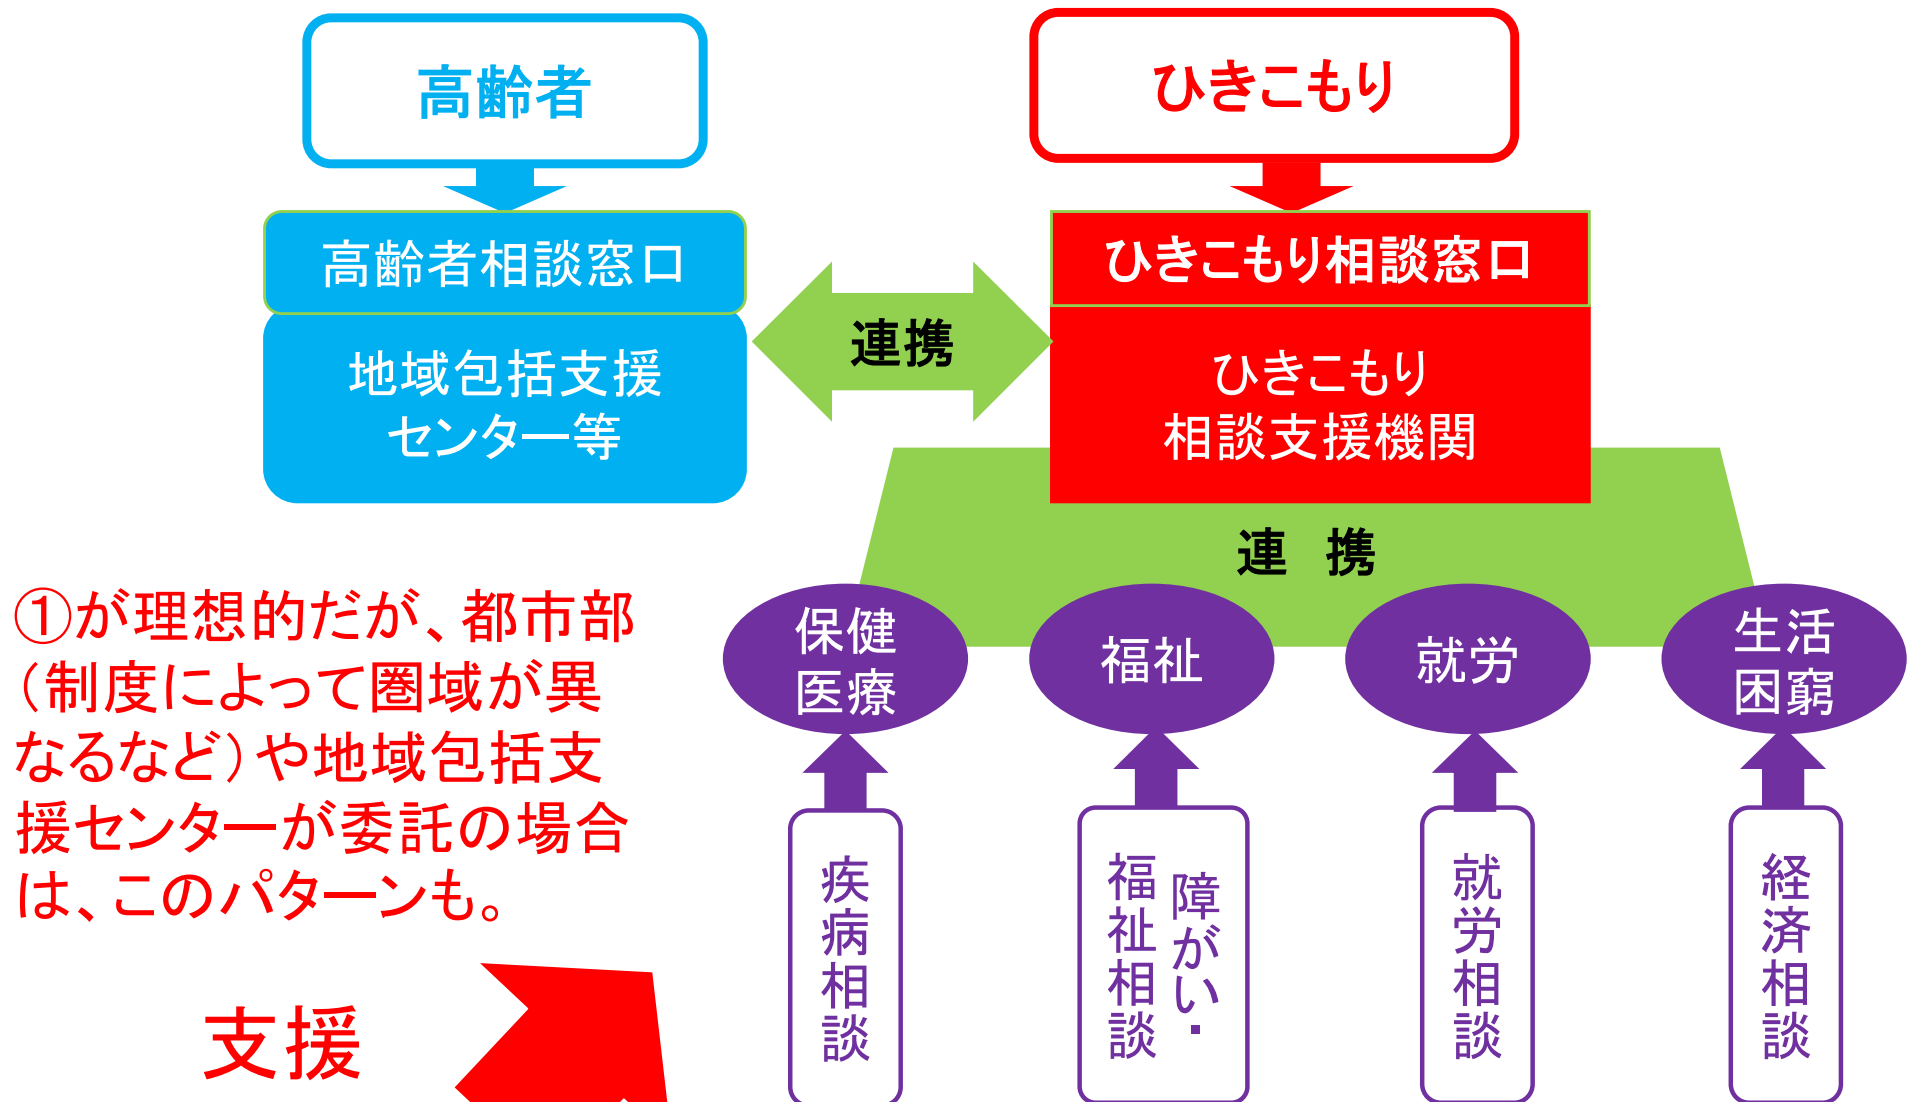 高齢者
ひきこもり
高齢者相談窓口
ひきこもり相談窓口
地域包括支援
センター等
連携
ひきこもり
相談支援機関
連　携
保健
医療
福祉
就労
生活
困窮
①が理想的だが、都市部
（制度によって圏域が異
なるなど）や地域包括支
援センターが委託の場合
は、このパターンも。
疾病相談
障がい・
福祉相談
就労相談
経済相談
支援